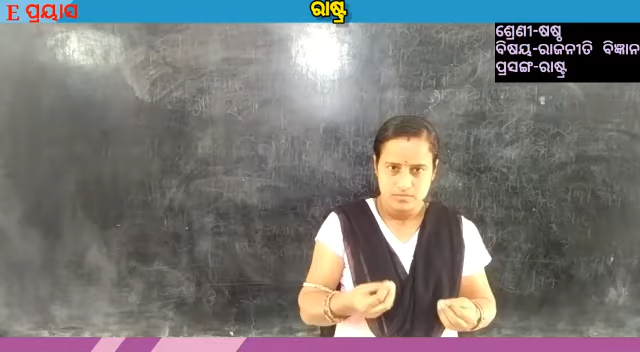 E ପ୍ରୟାସ
ରାଷ୍ଟ୍ର
ଶ୍ରେଣୀ-ଷଷ୍ଠ
ବିଷୟ-ରାଜନୀତି ବିଜ୍ଞାନ
ପ୍ରସଙ୍ଗ-ରାଷ୍ଟ୍ର